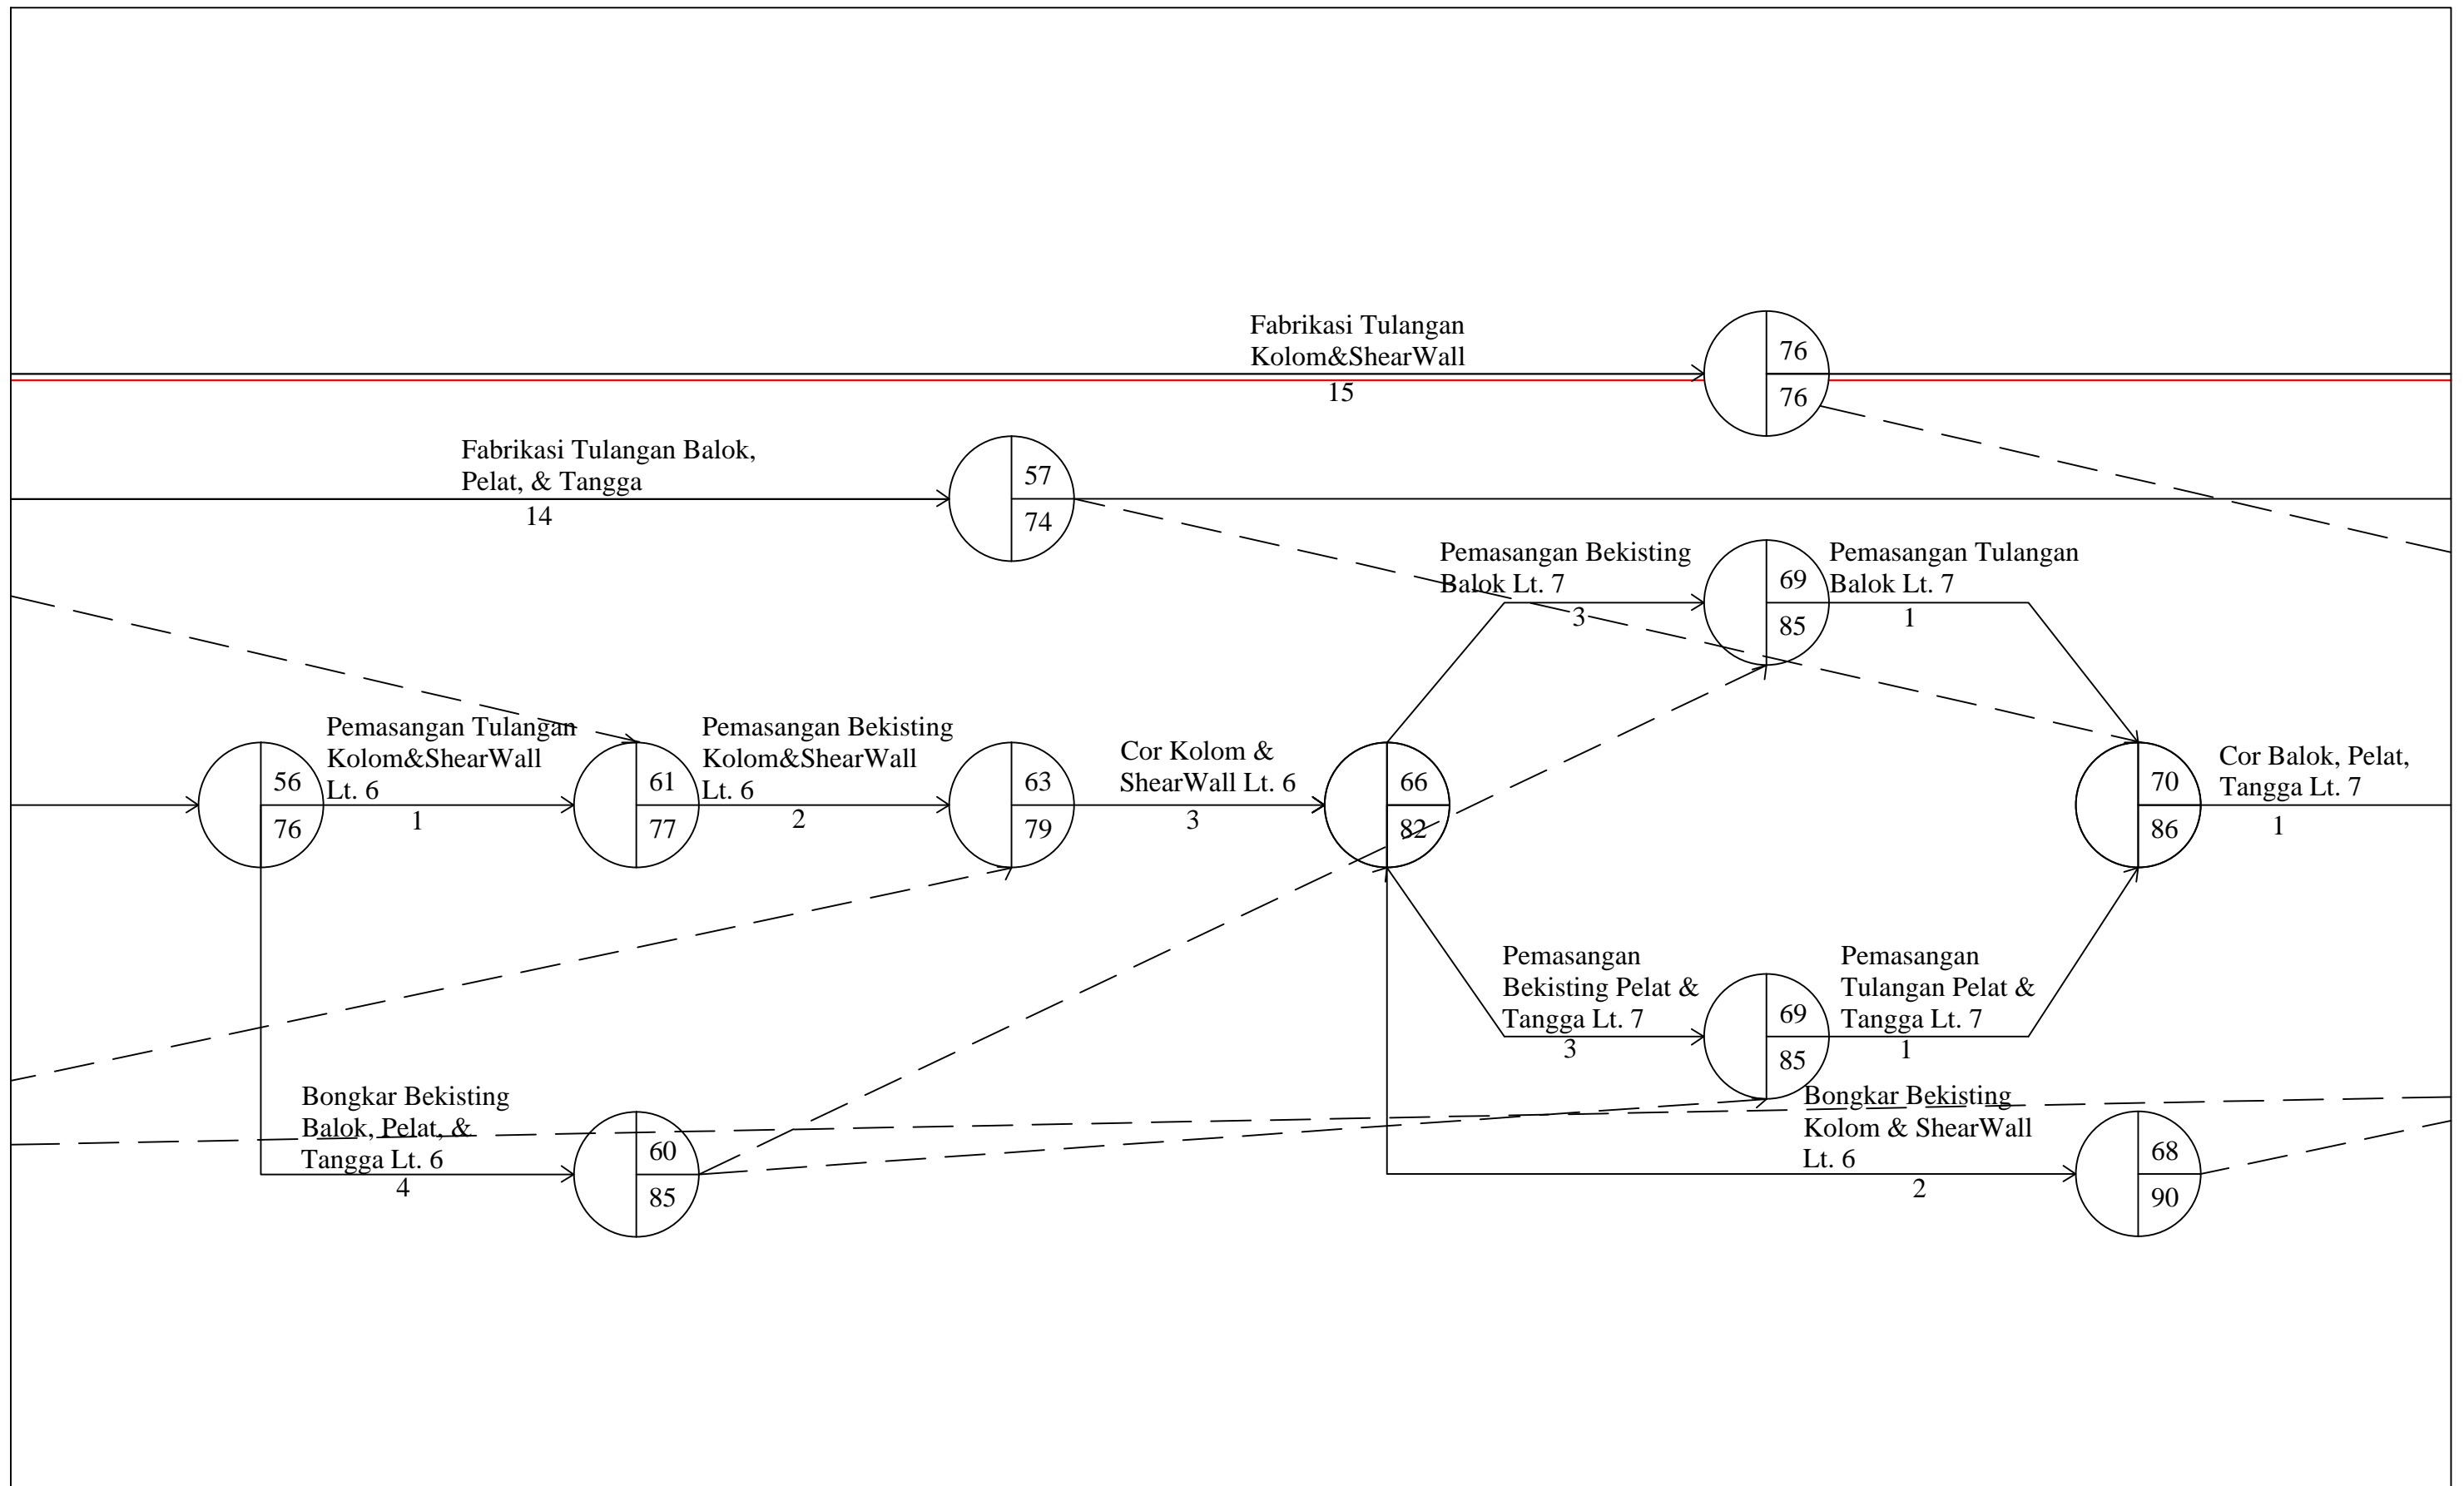 Fabrikasi Tulangan
Kolom&ShearWall
15
76
76
Fabrikasi Tulangan Balok,
Pelat, & Tangga
14
57
74
Pemasangan Bekisting
Balok Lt. 7
3
69
85
Pemasangan Tulangan
Balok Lt. 7
1
56
76
Pemasangan Tulangan
Kolom&ShearWall
Lt. 6
1
61
77
Pemasangan Bekisting
Kolom&ShearWall
Lt. 6
2
63
79
Cor Kolom &
ShearWall Lt. 6
3
66
82
70
86
Cor Balok, Pelat,
Tangga Lt. 7
1
Pemasangan
Bekisting Pelat &
Tangga Lt. 7
3
69
85
Pemasangan
Tulangan Pelat &
Tangga Lt. 7
1
Bongkar Bekisting
Balok, Pelat, &
Tangga Lt. 6
4
60
85
Bongkar Bekisting
Kolom & ShearWall
Lt. 6
2
68
90